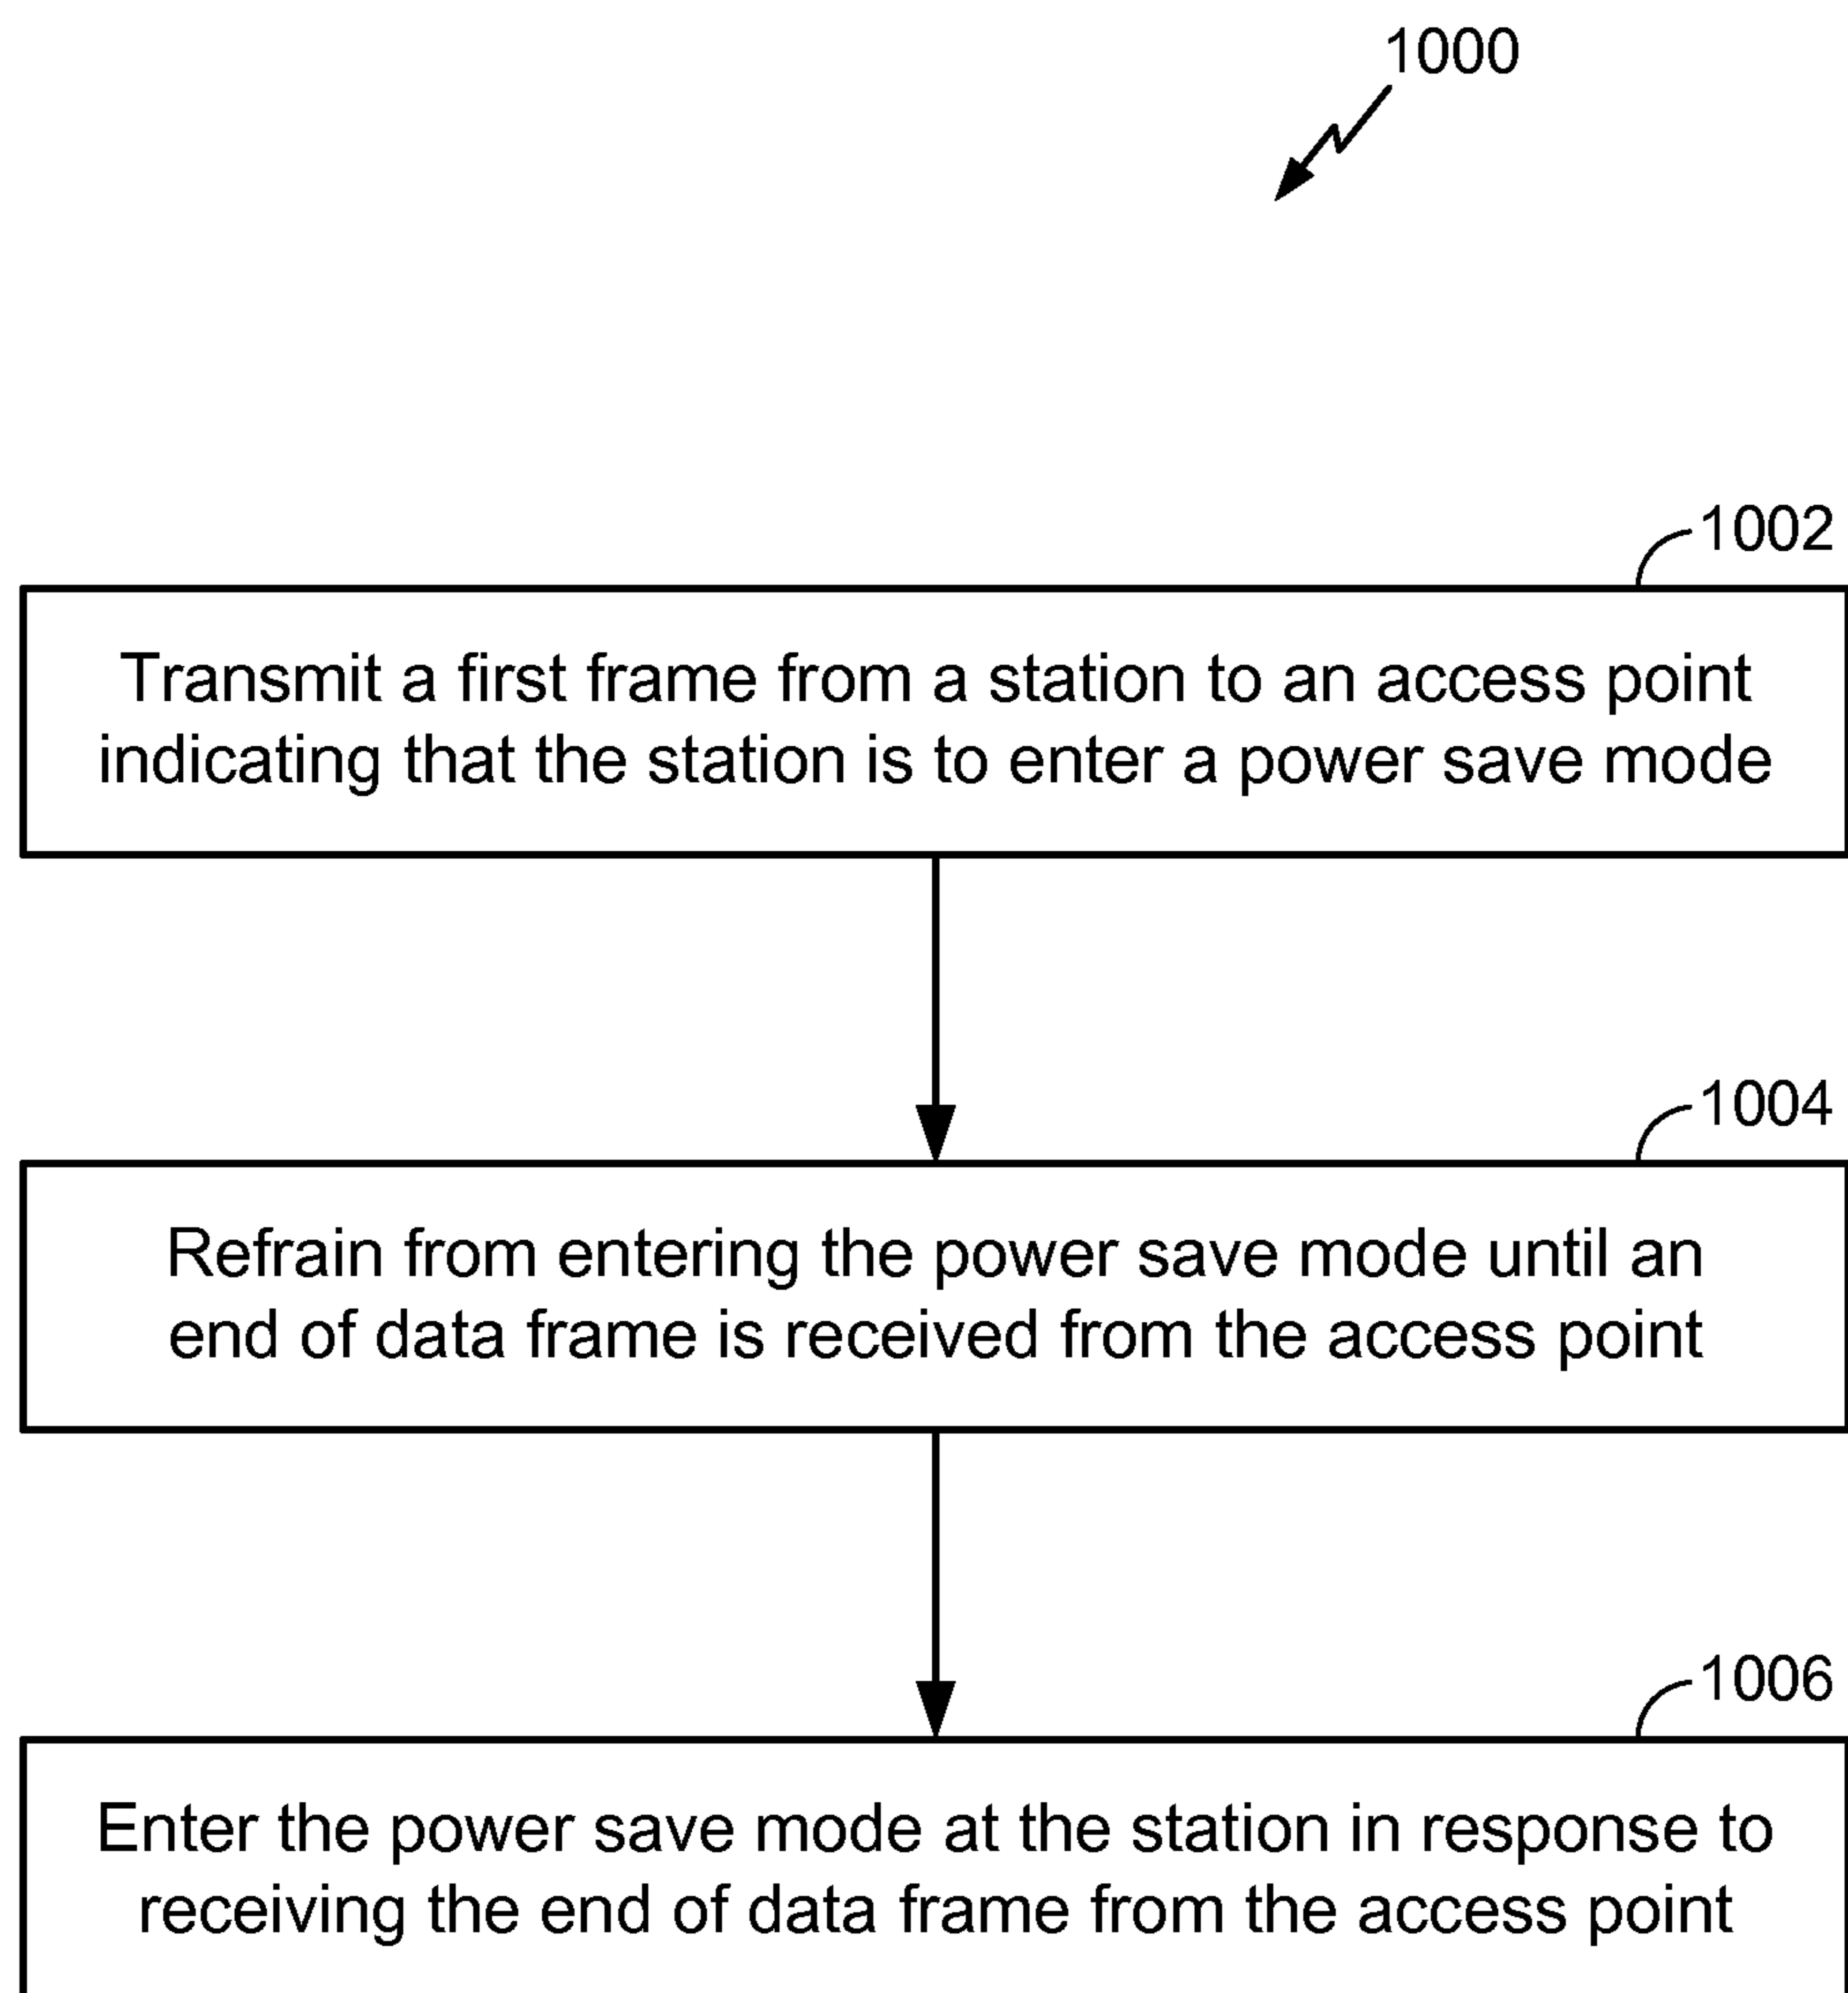 1000
1002
Transmit a first frame from a station to an access point
indicating that the station is to enter a power save mode
1004
Refrain from entering the power save mode until an
end of data frame is received from the access point
1006
Enter the power save mode at the station in response to
receiving the end of data frame from the access point